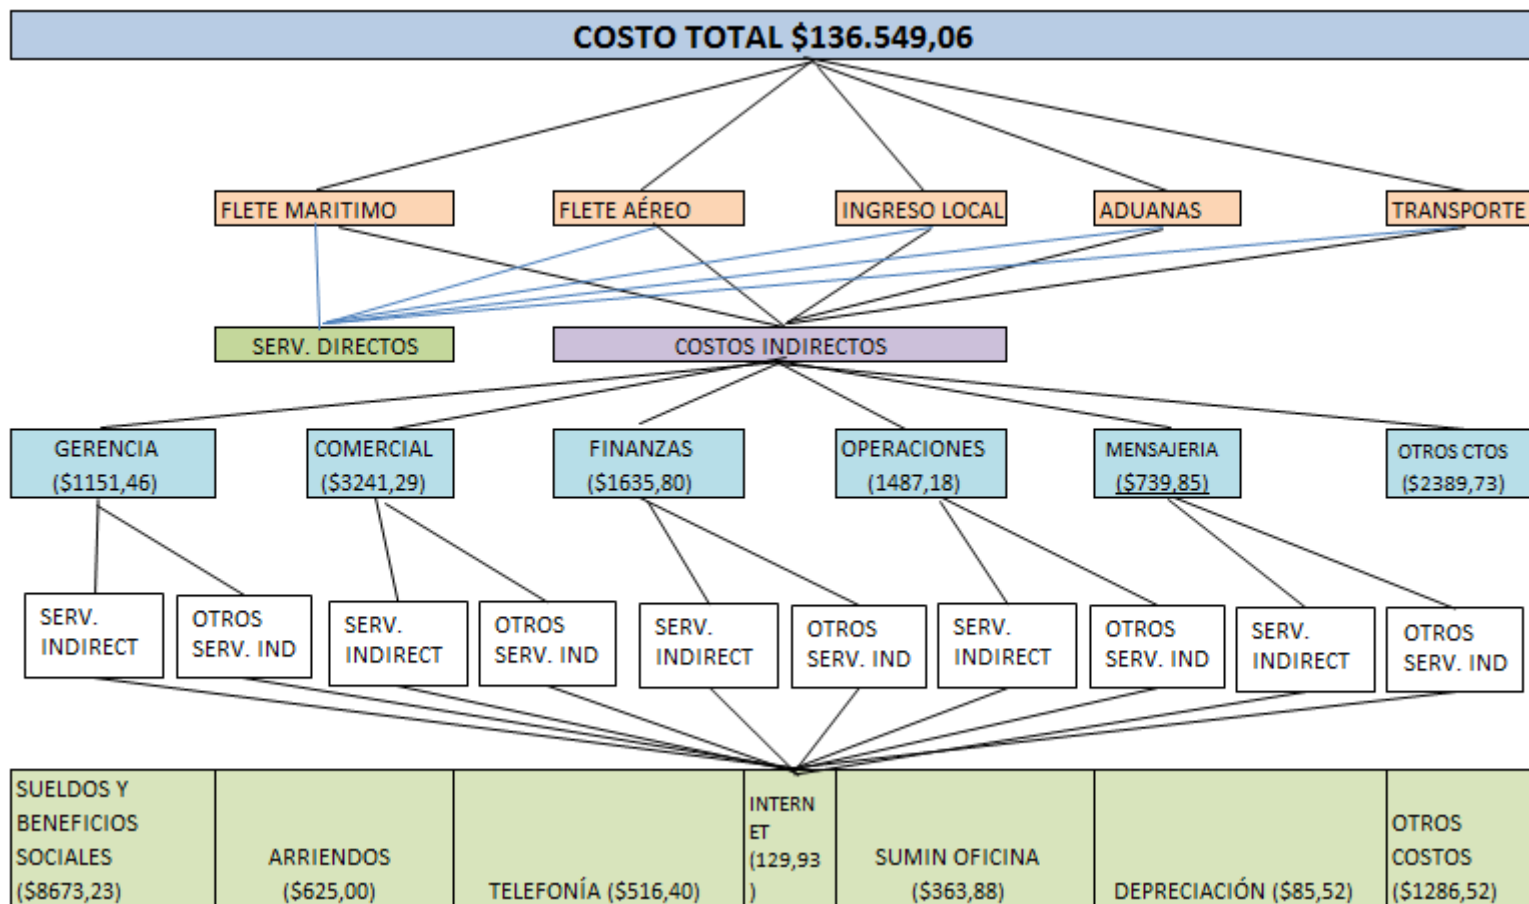 COSTO TOTAL $136.549,06
FLETE MARITIMO
FLETE AÉREO
INGRESO LOCAL
ADUANAS
TRANSPORTE
SERV. DIRECTOS
COSTOS INDIRECTOS
GERENCIA
($1151,46)
COMERCIAL
($3241,29)
FINANZAS
($1635,80)
OPERACIONES
(1487,18)
MENSAJERIA
($739,85)
OTROS CTOS
($2389,73)
SERV.
INDIRECT
OTROS
SERV. IND
SERV.
INDIRECT
OTROS
SERV. IND
SERV.
INDIRECT
OTROS
SERV. IND
SERV.
INDIRECT
OTROS
SERV. IND
SERV.
INDIRECT
OTROS
SERV. IND
SUELDOS Y
BENEFICIOS
SOCIALES
($8673,23)
ARRIENDOS
($625,00)
TELEFONÍA ($516,40)
INTERN
ET
(129,93
)
SUMIN OFICINA
($363,88)
DEPRECIACIÓN ($85,52)
OTROS
COSTOS
($1286,52)